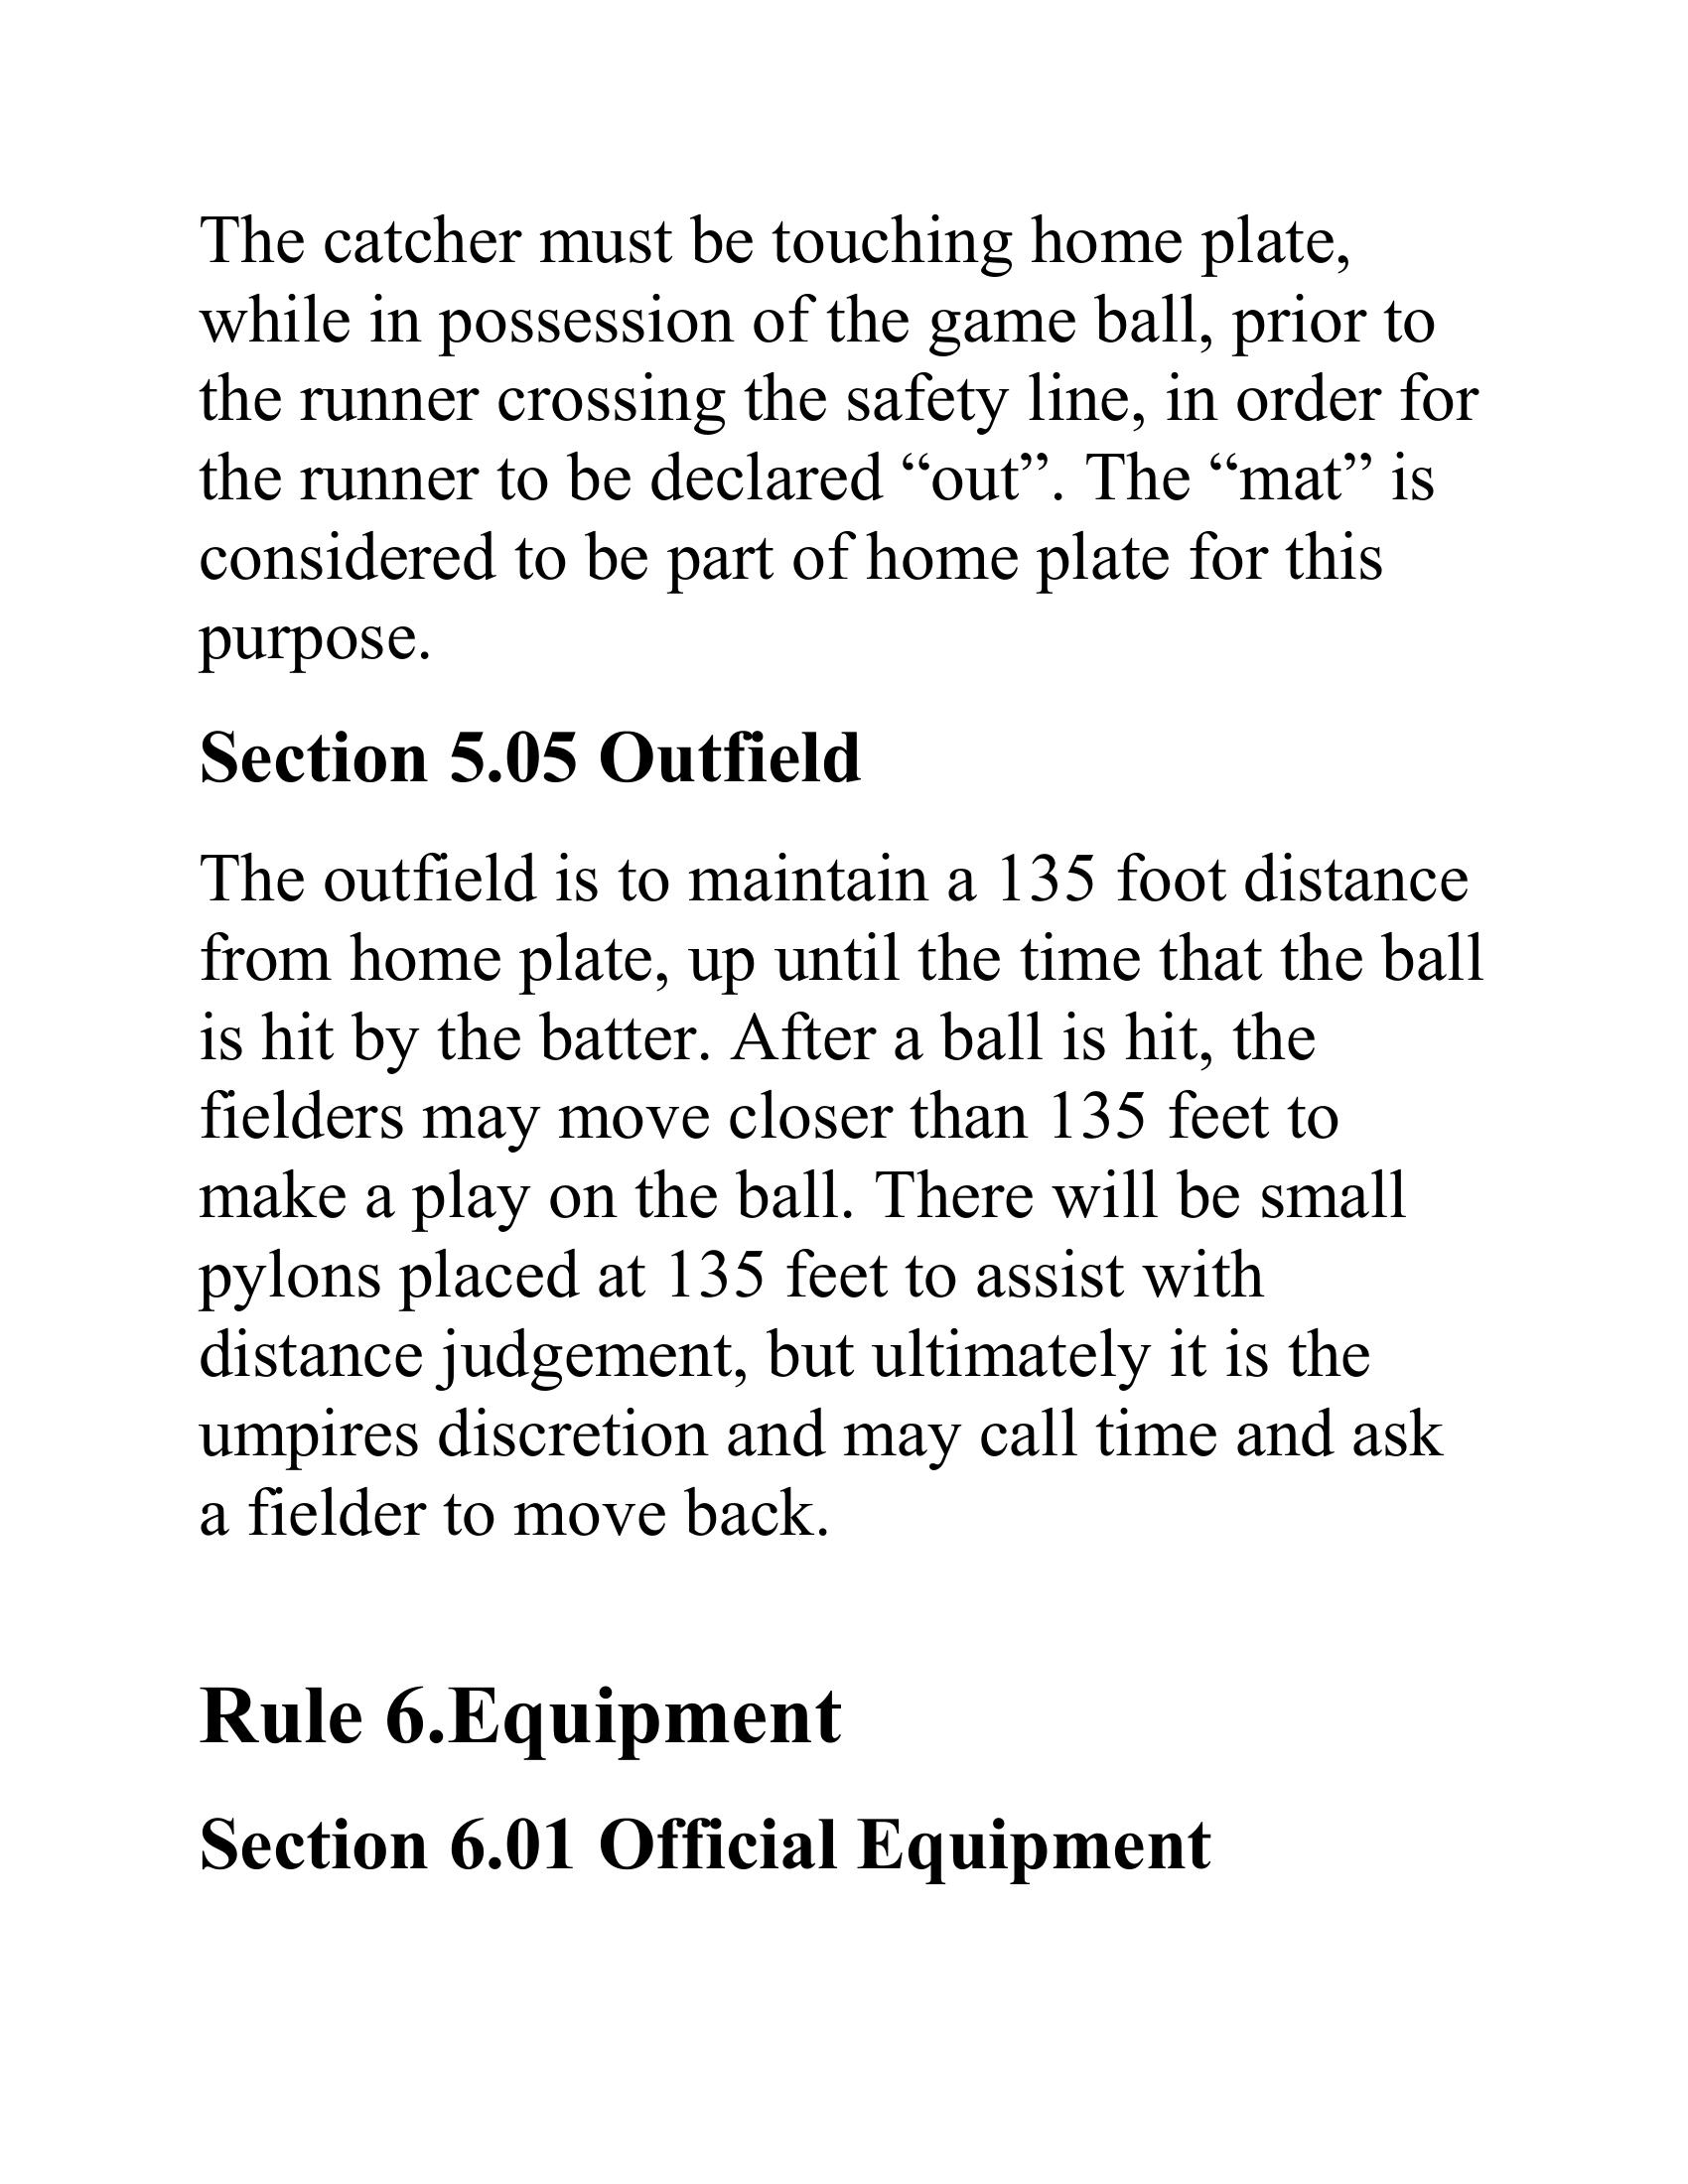 The catcher must be touching home plate,
while in possession of the game ball, prior to
the runner crossing the safety line, in order for
the runner to be declared “out”. The “mat” is
considered to be part of home plate for this
purpose.
Section 5.05 Outfield
The outfield is to maintain a 135 foot distance
from home plate, up until the time that the ball
is hit by the batter. After a ball is hit, the
fielders may move closer than 135 feet to
make a play on the ball. There will be small
pylons placed at 135 feet to assist with
distance judgement, but ultimately it is the
umpires discretion and may call time and ask
a fielder to move back.
Rule 6.Equipment
Section 6.01 Official Equipment